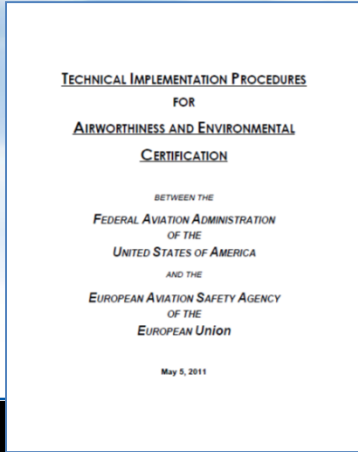 TECHNICAL IMPLEMENTATION PROCEDURES
FOR
AIRWORTHINESS AND ENVIRONMENTAL
CERTIFICATION
BETWEEN THE
FEDERAL AVIATION ADMINISTRATION
OF THE
UNITED STATES OF AMERICA
AND THE
EUROPEAN AVIATION SAFETY AGENCY
OF THE
EUROPEAN Union
May 5, 2011